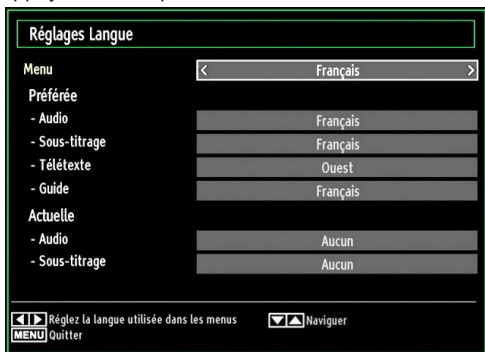 Réglages Langue
Menu < Français >
Préférée
- Audio Français
- Sous-titrage Français
- Télétexte Ouest
- Guide Français
Actuelle
- Audio Aucun
- Sous-titrage Aucun
Réglez la langue utilisée dans les menus Naviguer
MENU Quitter